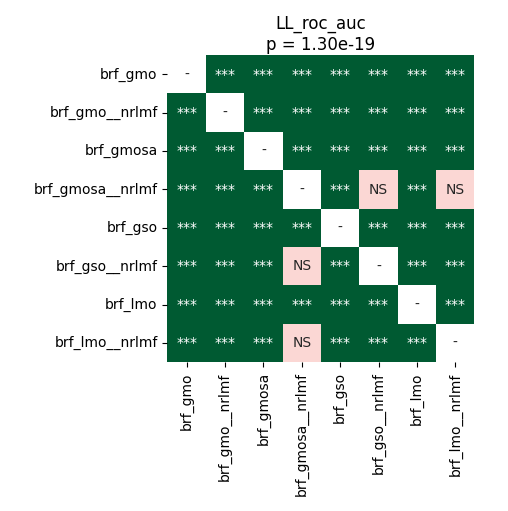 LL_roc_auc
p = 1.30e-19
brf_gmo - *** *** *** *** *** *** ***
brf_gmo__nrlmf *** - *** *** *** *** *** ***
brf_gmosa *** *** - *** *** *** *** ***
brf_gmosa__nrlmf *** *** *** - *** NS *** NS
brf_gso *** *** *** *** - *** *** ***
brf_gso__nrlmf *** *** *** NS *** - *** ***
brf_lmo *** *** *** *** *** *** - ***
brf_lmo__nrlmf *** *** *** NS *** *** *** -
brf_gmo
brf_gmo__nrlmf
brf_gmosa
brf_gmosa__nrlmf
brf_gso
brf_gso__nrlmf
brf_lmo
brf_lmo__nrlmf